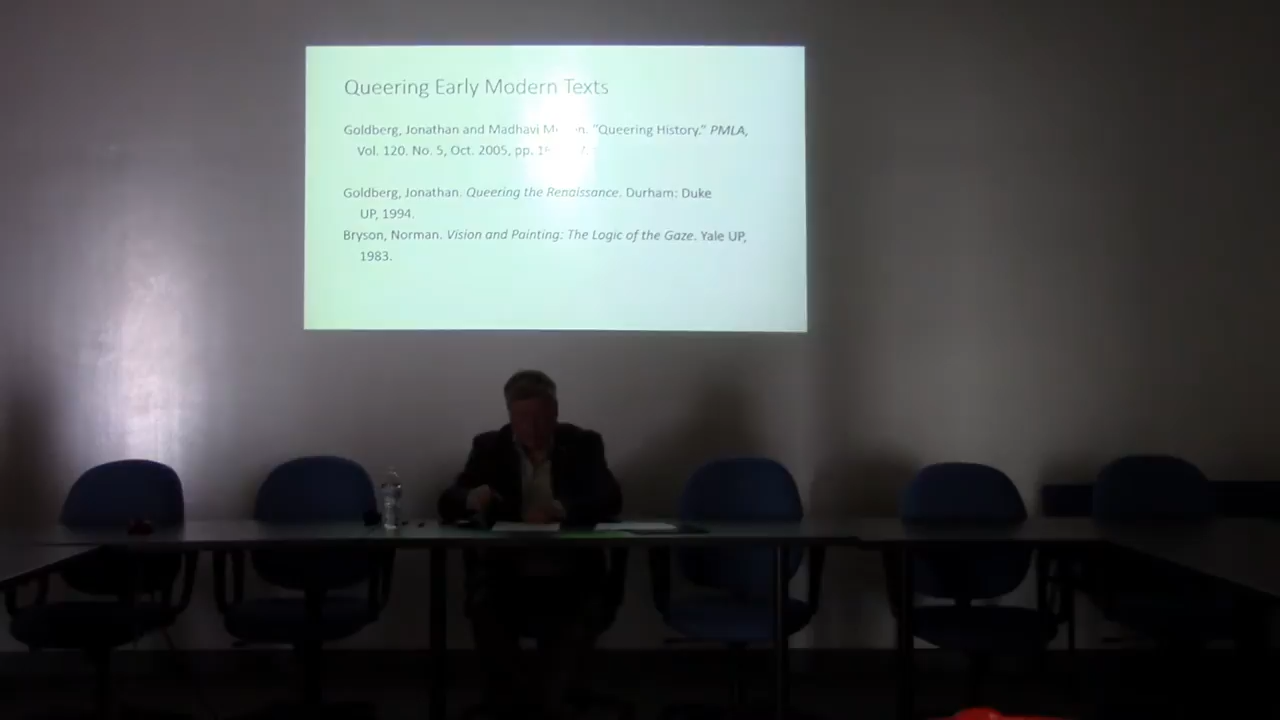 Queering Early Modern Texts
Goldberg, Jonathan and Madhavi "Queering History." PMLA,
Vol. 120. No. 5, Oct. 2005, pp.
Goldberg, Jonathan. Queering the Renaissance. Durham: Duke
UP, 1994.
Bryson, Norman. Vision and Painting: The Logic of the Gaze. Yale UP,
1983.